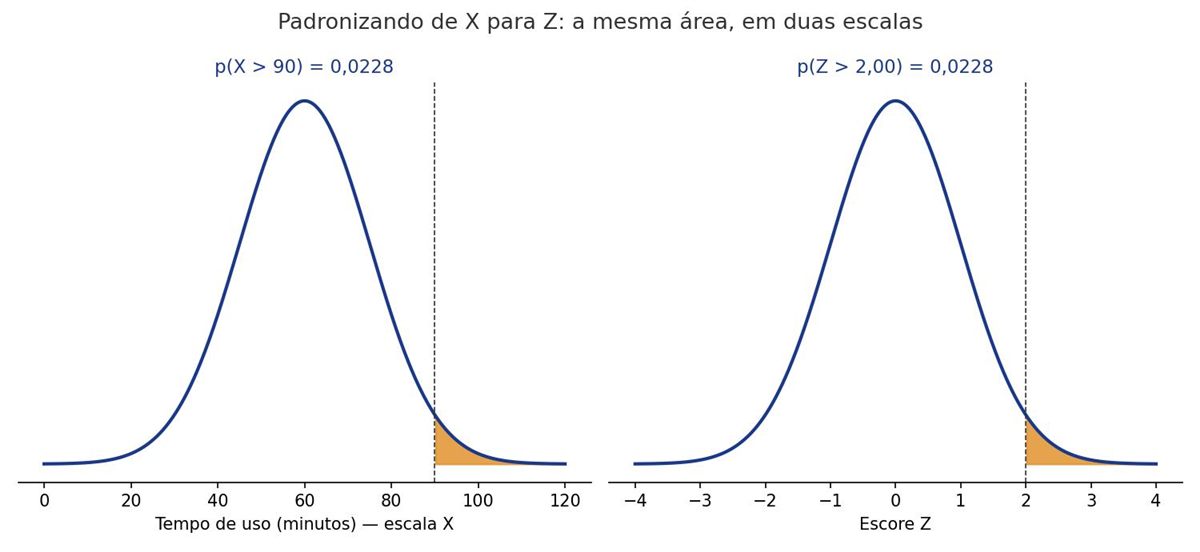 Padronizando de X para Z: a mesma área, em duas escalas
p(X > 90) = 0,0228
0 20 40 60 80 100 120
Tempo de uso (minutos) — escala X
p(Z > 2,00) = 0,0228
−4 −3 −2 −1 0 1 2 3 4
Escore Z